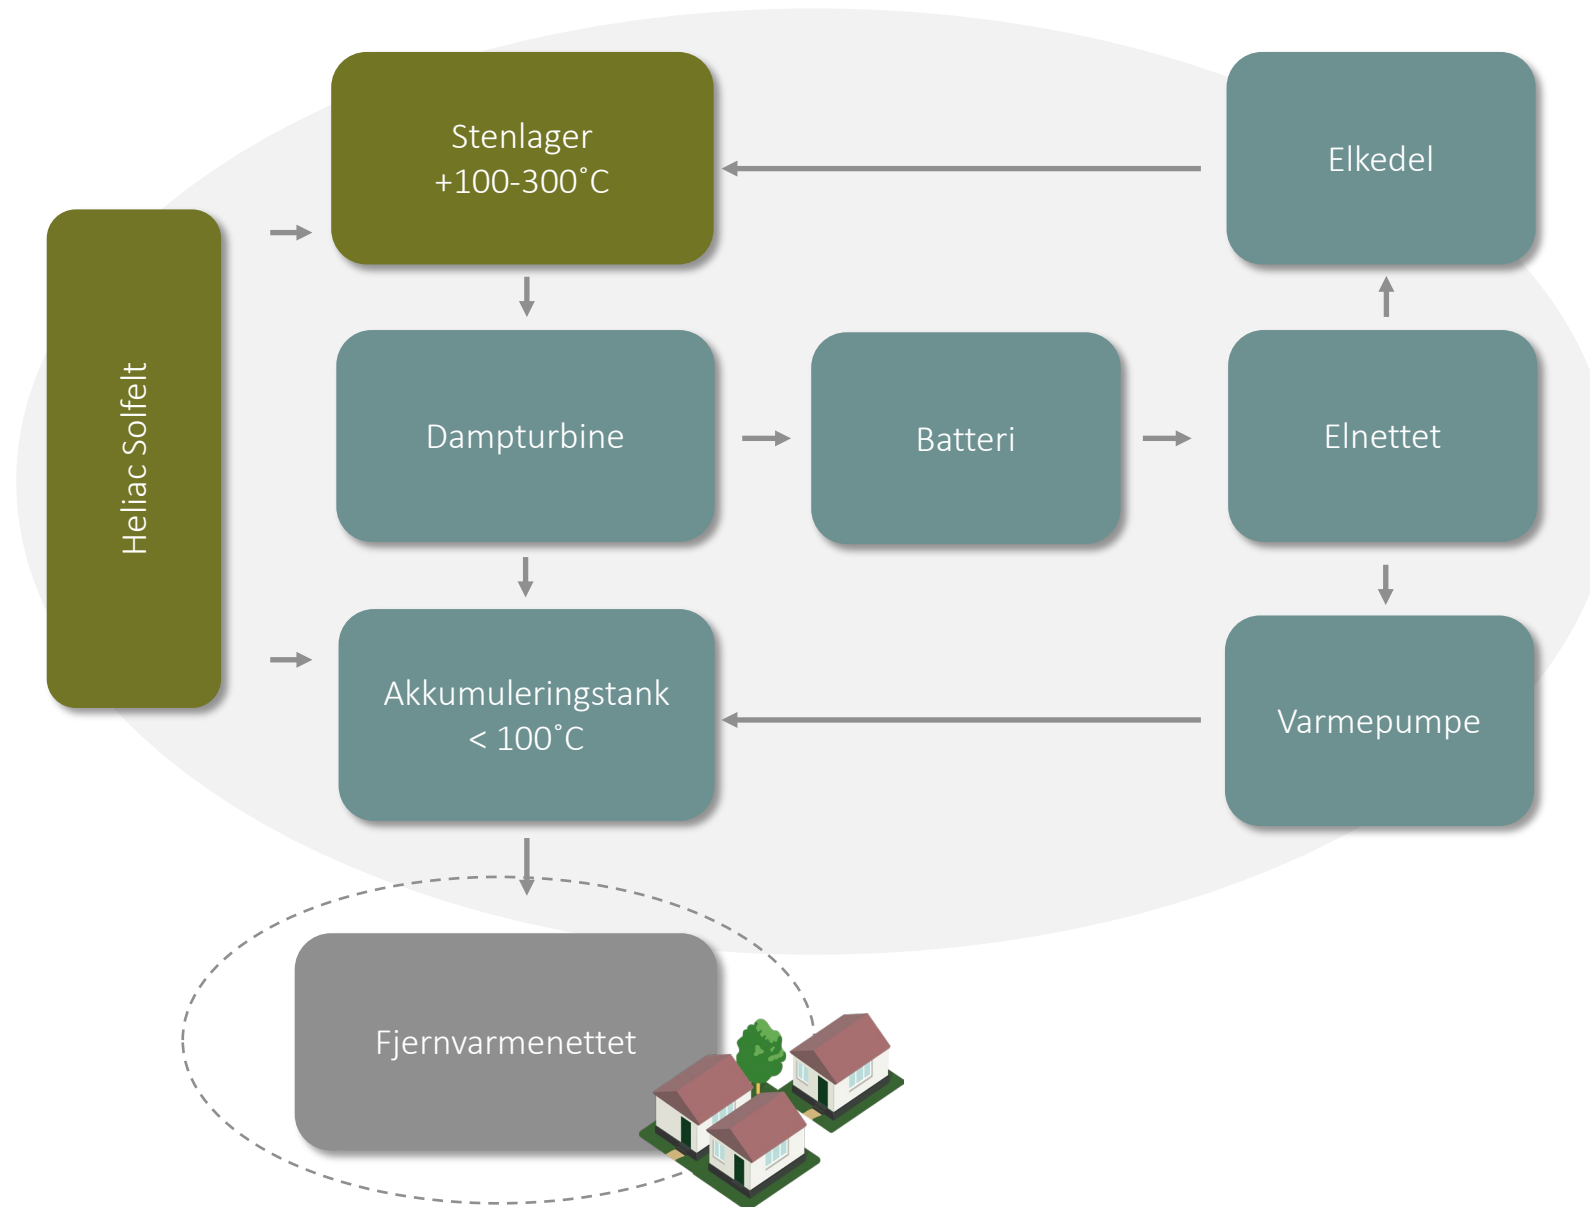 Stenlager
+100-300°C
Elkedel
Heliac Solfelt
Dampturbine
Batteri
Elnettet
Akkumuleringstank
< 100°C
Varmepumpe
Fjernvarmenettet